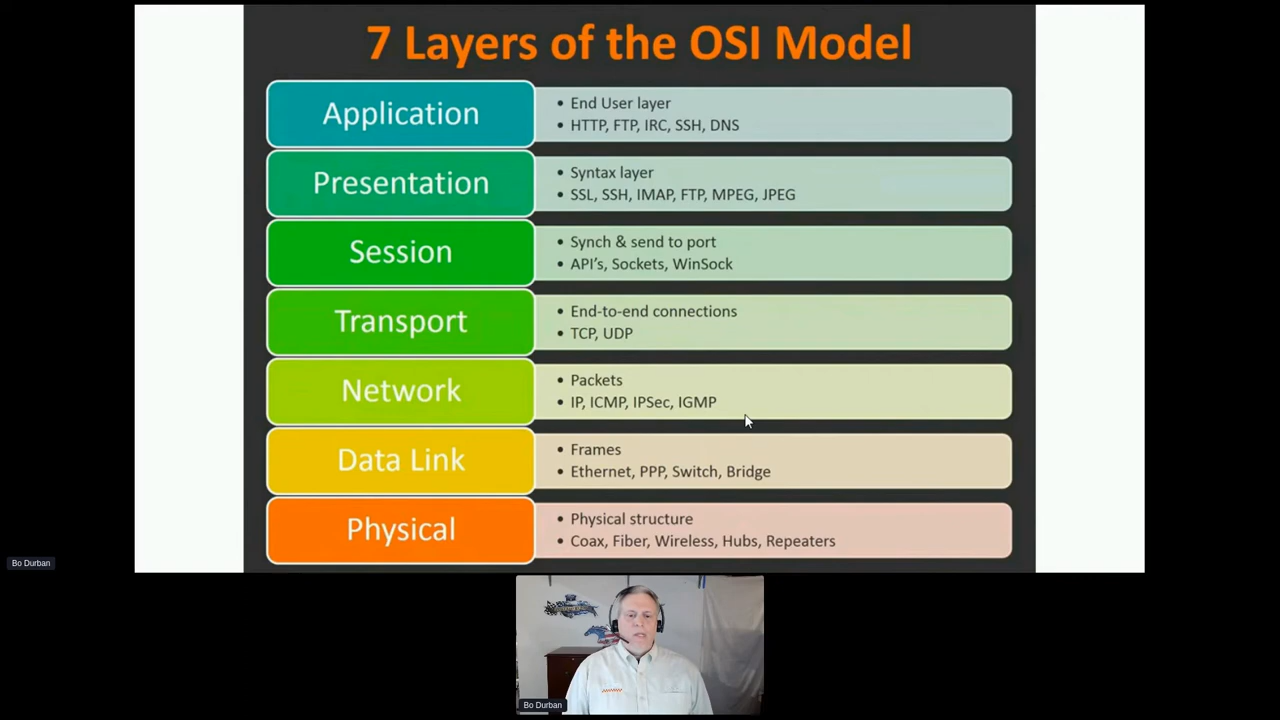 7 Layers of the OSI Model
Application
• End User layer
• HTTP, FTP, IRC, SSH, DNS
Presentation
• Syntax layer
• SSL, SSH, IMAP, FTP, MPEG, JPEG
Session
• Synch & send to port
• API's, Sockets, WinSock
Transport
• End-to-end connections
• TCP, UDP
Network
• Packets
• IP, ICMP, IPSec, IGMP
Data Link
• Frames
• Ethernet, PPP, Switch, Bridge
Physical
• Physical structure
• Coax, Fiber, Wireless, Hubs, Repeaters
Bo Durban
Bo Durban